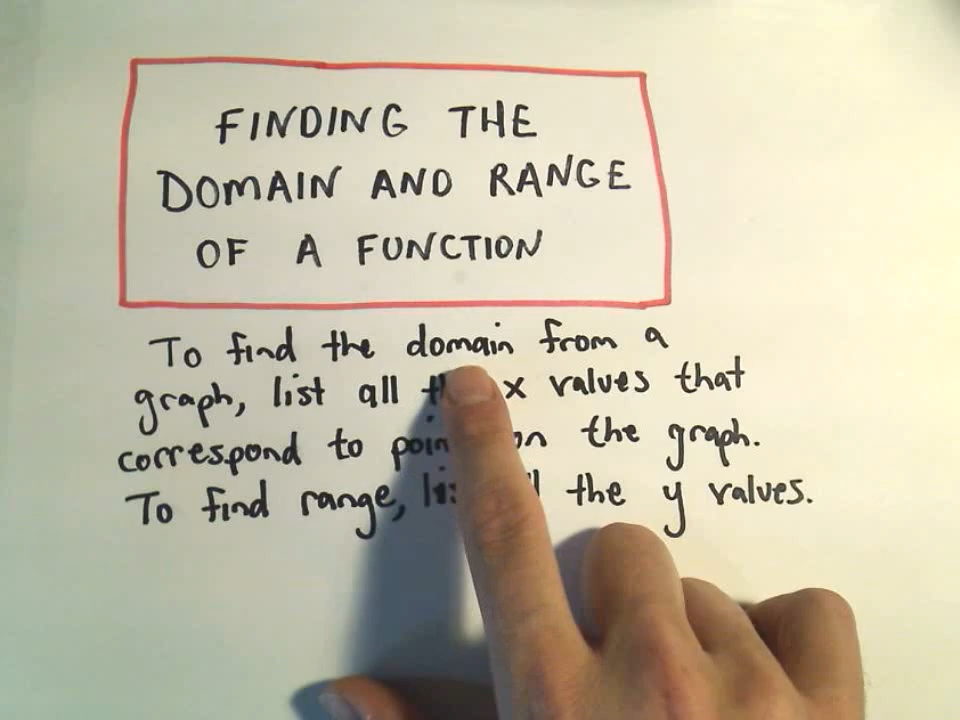 FINDING THE
DOMAIN AND RANGE
OF A FUNCTION
To find the domain from a
graph, list all x values that
correspond to on the graph.
To find range, the y values.